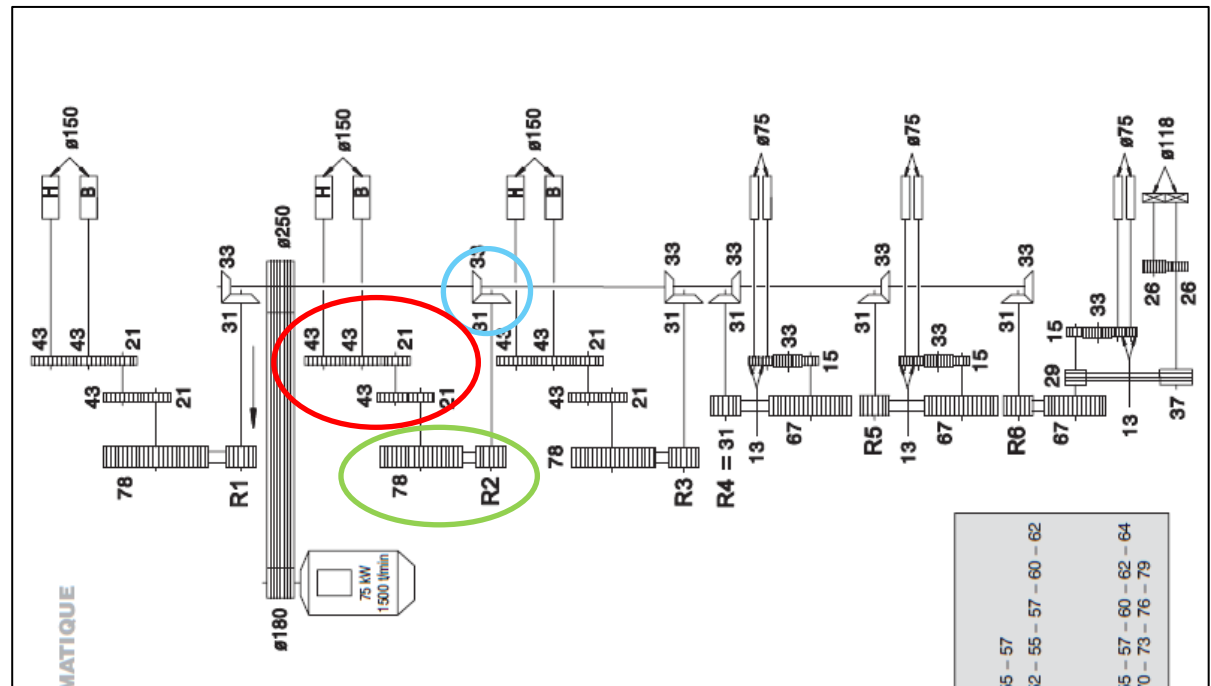 ø150
ø150
ø150
ø75
ø75
ø75
ø118
H
B
H
B
H
B
ø250
33
33
33
33
33
33
31
31
31
31
31
31
26
26
43
43
21
43
43
21
43
43
21
33
15
33
15
15
33
43
21
43
21
43
21
29
13
37
78
R1
78
R2
78
R3
R4 = 31
13
67
R5
13
67
R6
67
ø180
75 kW
1500 t/min
MATIQUE
– 57
– 55 – 57 – 60 – 62
– 57 – 60 – 62 – 64
– 73 – 76 – 79